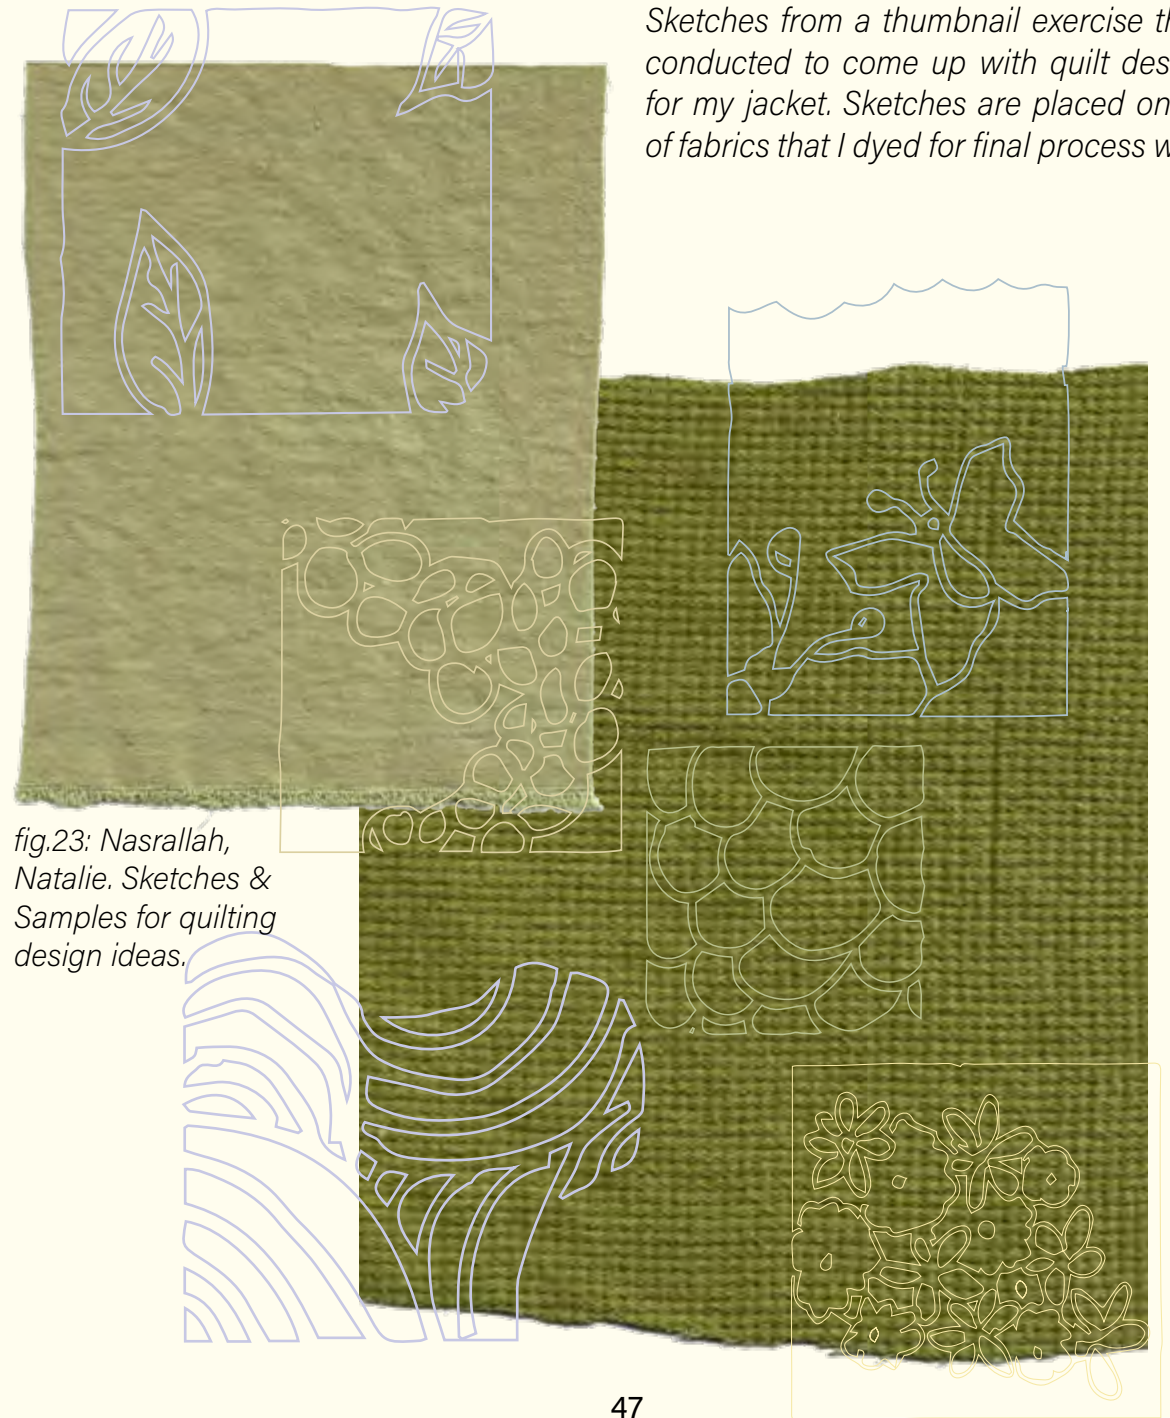 Sketches from a thumbnail exercise
conducted to come up with quilt
for my jacket. Sketches are placed on
of fabrics that I dyed for final process
fig.23: Nasrallah,
Natalie. Sketches &
Samples for quilting
design ideas.
47